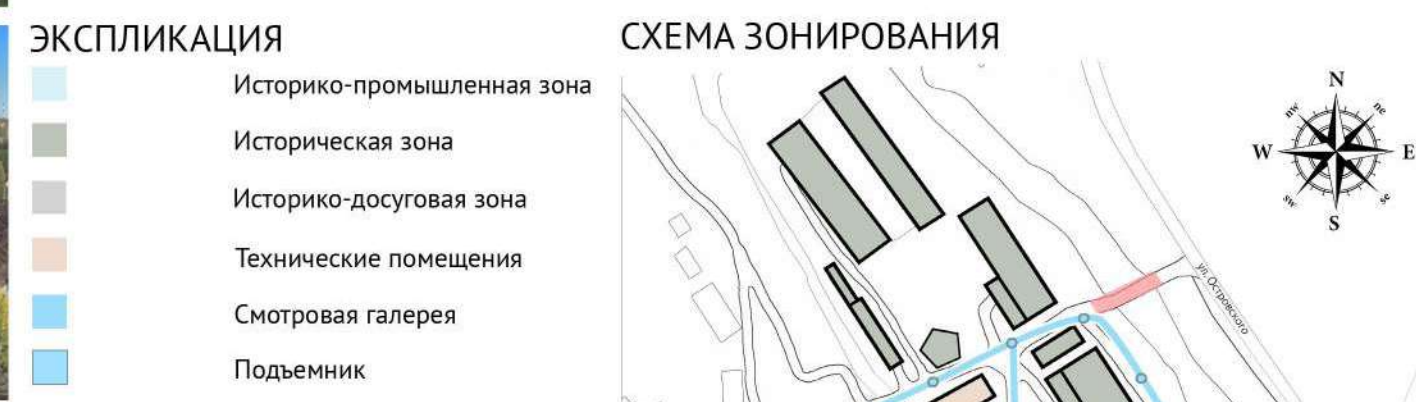 ЭКСПЛИКАЦИЯ
Историко-промышленная зона
Историческая зона
Историко-досуговая зона
Технические помещения
Смотровая галерея
Подъемник
СХЕМА ЗОНИРОВАНИЯ
N
nw
ne
W
E
sw
se
S
ул. Островского